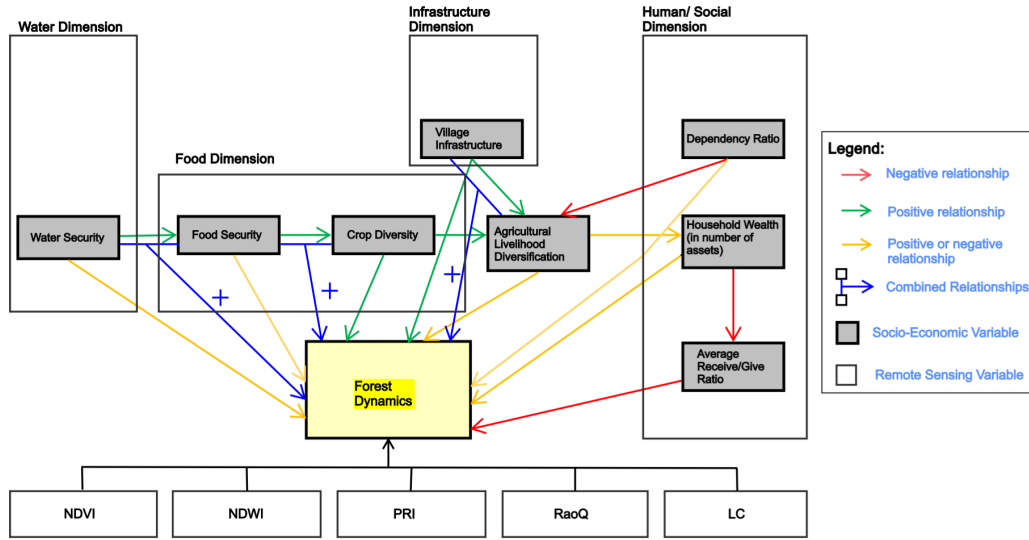 Water Dimension
Infrastructure
Dimension
Human/ Social
Dimension
Village
Infrastructure
Dependency Ratio
Food Dimension
Water Security
Food Security
Crop Diversity
Agricultural
Livelihood
Diversification
Household Wealth
(in number of
assets)
+
+
+
Average
Receive/Give
Ratio
Forest
Dynamics
NDVI
NDWI
PRI
RaoQ
LC
Legend:
Negative relationship
Positive relationship
Positive or negative
relationship
Combined Relationships
Socio-Economic Variable
Remote Sensing Variable